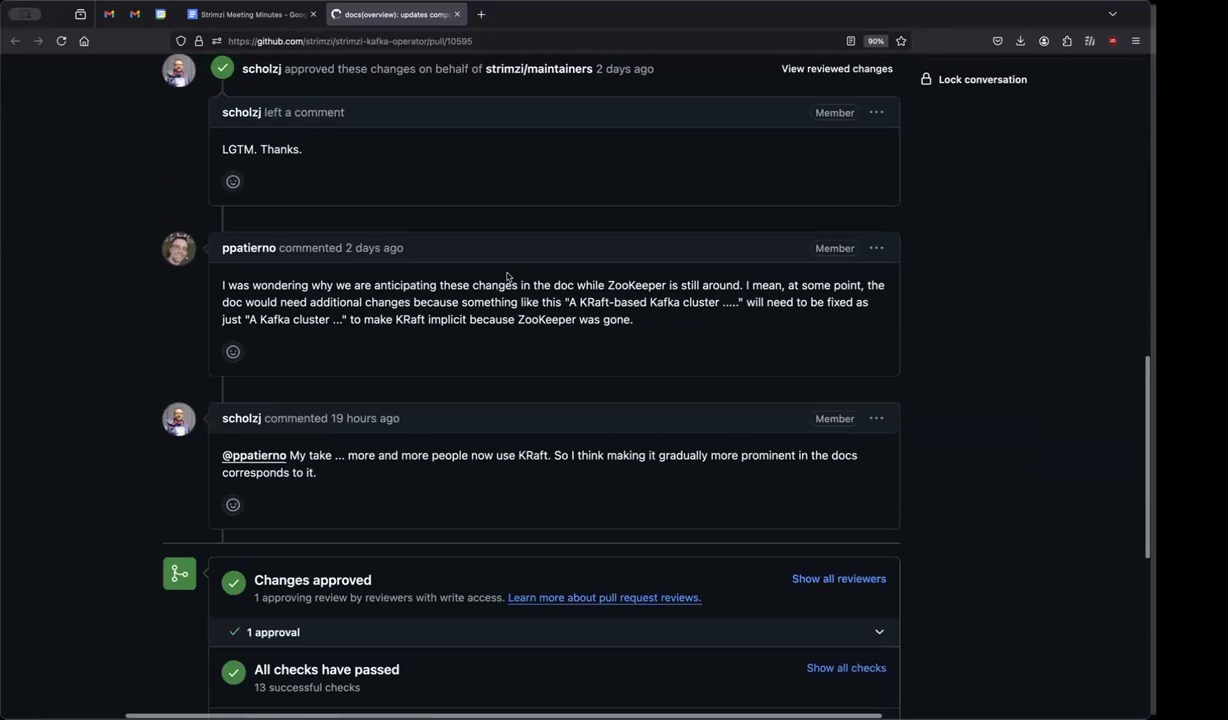 Strimzi Meeting Minutes – Goo
docs(overview): updates comp
https://github.com/strimzi/strimzi-kafka-operator/pull/10595
90%
scholzj approved these changes on behalf of strimzi/maintainers 2 days ago
View reviewed changes
Lock conversation
scholzj left a comment
Member
LGTM. Thanks.
ppatierno commented 2 days ago
Member
I was wondering why we are anticipating these changes in the doc while ZooKeeper is still around. I mean, at some point, the
doc would need additional changes because something like this "A KRaft-based Kafka cluster ....." will need to be fixed as
just "A Kafka cluster ..." to make KRaft implicit because ZooKeeper was gone.
scholzj commented 19 hours ago
Member
@ppatierno My take ... more and more people now use KRaft. So I think making it gradually more prominent in the docs
corresponds to it.
Changes approved
Show all reviewers
1 approving review by reviewers with write access. Learn more about pull request reviews.
1 approval
All checks have passed
Show all checks
13 successful checks